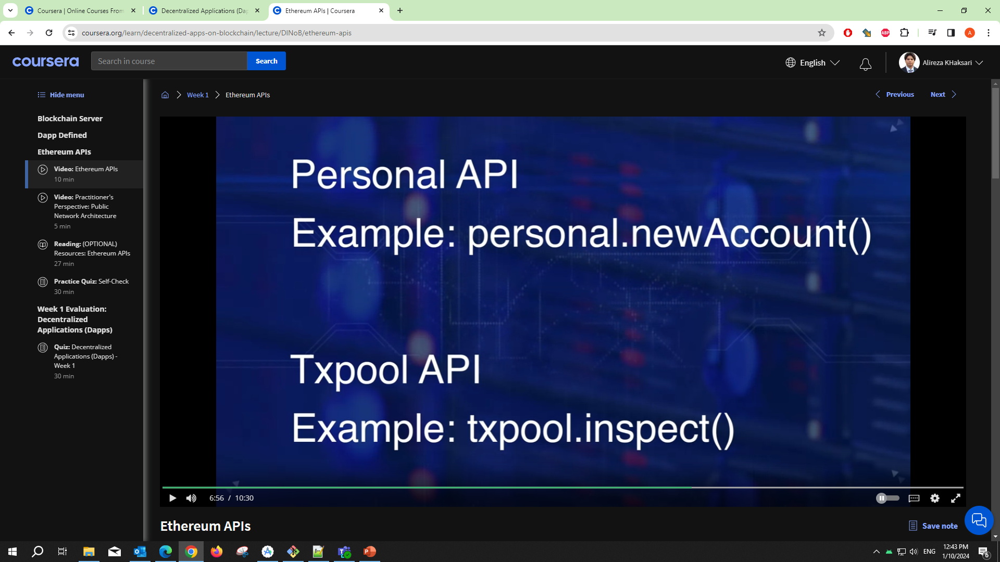 Coursera | Online Courses From
Decentralized Applications (Dap
Ethereum APIs | Coursera
coursera.org/learn/decentralized-apps-on-blockchain/lecture/DINoB/ethereum-apis
ABP
A
coursera
Search in course
Search
English
Alireza KHaksari
Hide menu
Week 1
Ethereum APIs
Previous
Next
Blockchain Server
Dapp Defined
Ethereum APIs
Video: Ethereum APIs
10 min
Video: Practitioner's
Perspective: Public
Network Architecture
5 min
Reading: (OPTIONAL)
Resources: Ethereum APIs
27 min
Practice Quiz: Self-Check
30 min
Week 1 Evaluation:
Decentralized
Applications (Dapps)
Quiz: Decentralized
Applications (Dapps) -
Week 1
30 min
Personal API
Example: personal.newAccount()
Txpool API
Example: txpool.inspect()
6:56 / 10:30
Ethereum APIs
Save note
ENG
12:43 PM
1/10/2024
6